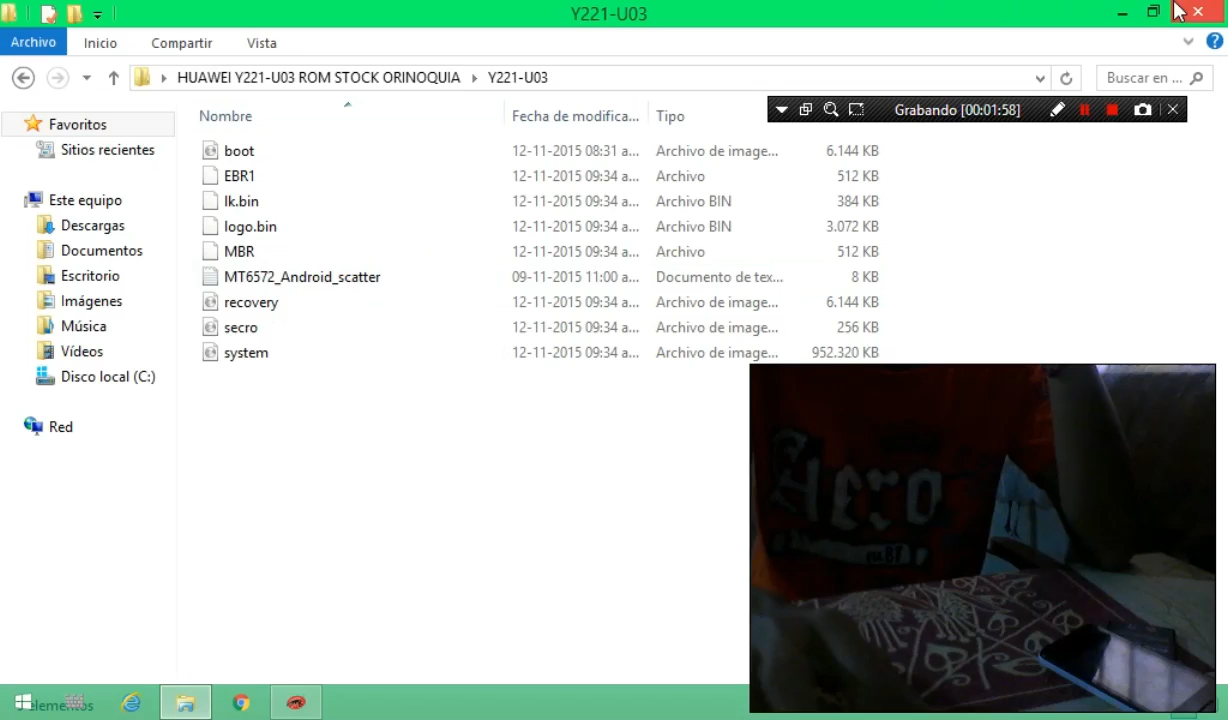 Y221-U03
Archivo Inicio Compartir Vista
HUAWEI Y221-U03 ROM STOCK ORINOQUIA Y221-U03 Buscar en ...
Grabando [00:01:58]
Nombre Fecha de modifica... Tipo
Favoritos
Sitios recientes
Este equipo
Descargas
Documentos
Escritorio
Imágenes
Música
Vídeos
Disco local (C:)
Red
boot 12-11-2015 08:31 a... Archivo de image... 6.144 KB
EBR1 12-11-2015 09:34 a... Archivo 512 KB
lk.bin 12-11-2015 09:34 a... Archivo BIN 384 KB
logo.bin 12-11-2015 09:34 a... Archivo BIN 3.072 KB
MBR 12-11-2015 09:34 a... Archivo 512 KB
MT6572_Android_scatter 09-11-2015 11:00 a... Documento de tex... 8 KB
recovery 12-11-2015 09:34 a... Archivo de image... 6.144 KB
secro 12-11-2015 09:34 a... Archivo de image... 256 KB
system 12-11-2015 09:34 a... Archivo de image... 952.320 KB
Aero
87
elementos